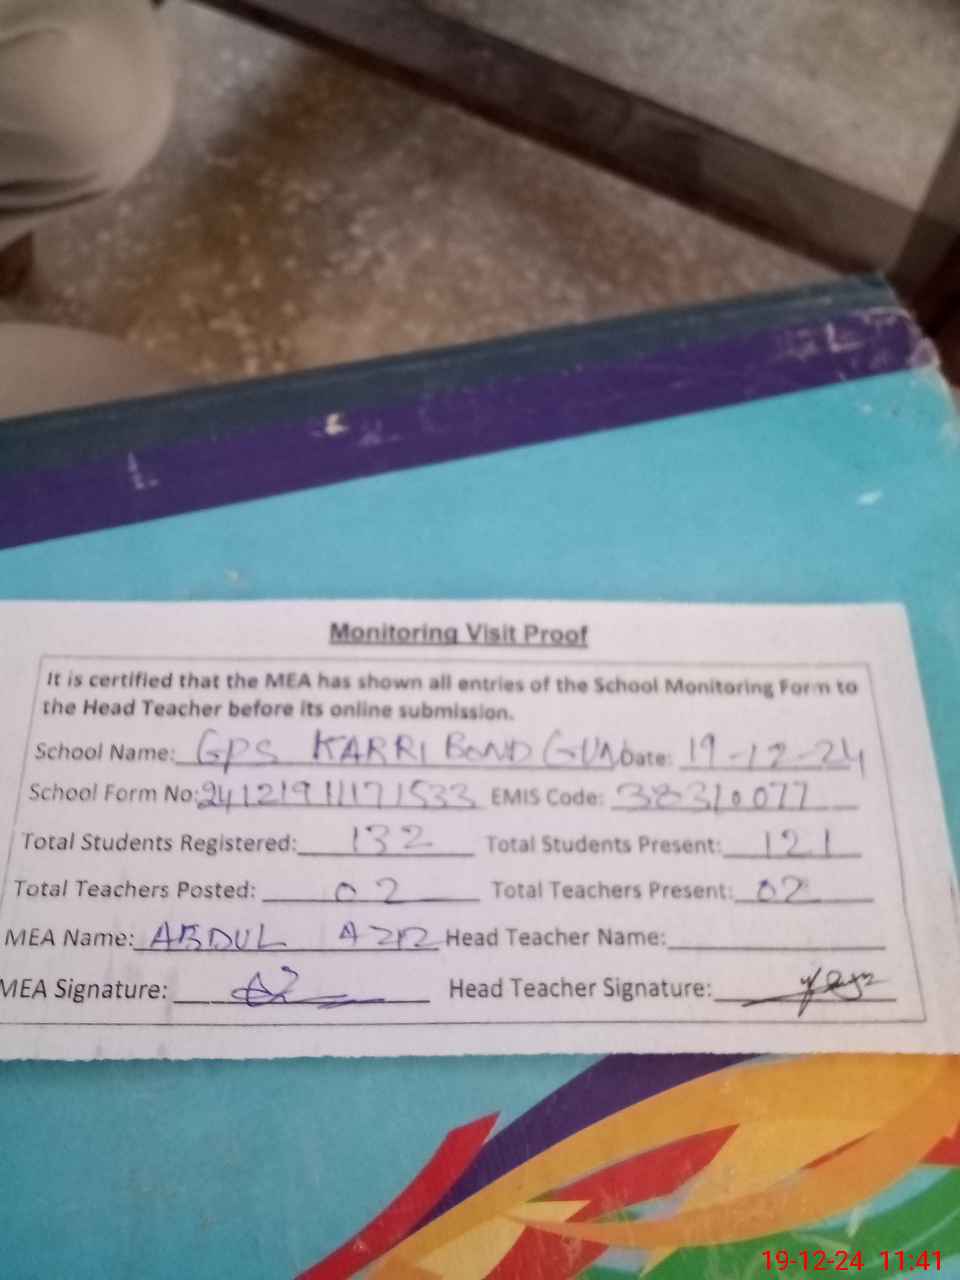 Monitoring Visit Proof
It is certified that the MEA has shown all entries of the School Monitoring Form to
the Head Teacher before its online submission.
School Name: GPS KARRI BAND GUN Date: 19-12-24
School Form No: EMIS Code: 38310077
Total Students Registered: 132 Total Students Present: 121
Total Teachers Posted: 02 Total Teachers Present: 02
MEA Name: ABDUL AZIZ Head Teacher Name:
MEA Signature: Head Teacher Signature:
19-12-24 11:41